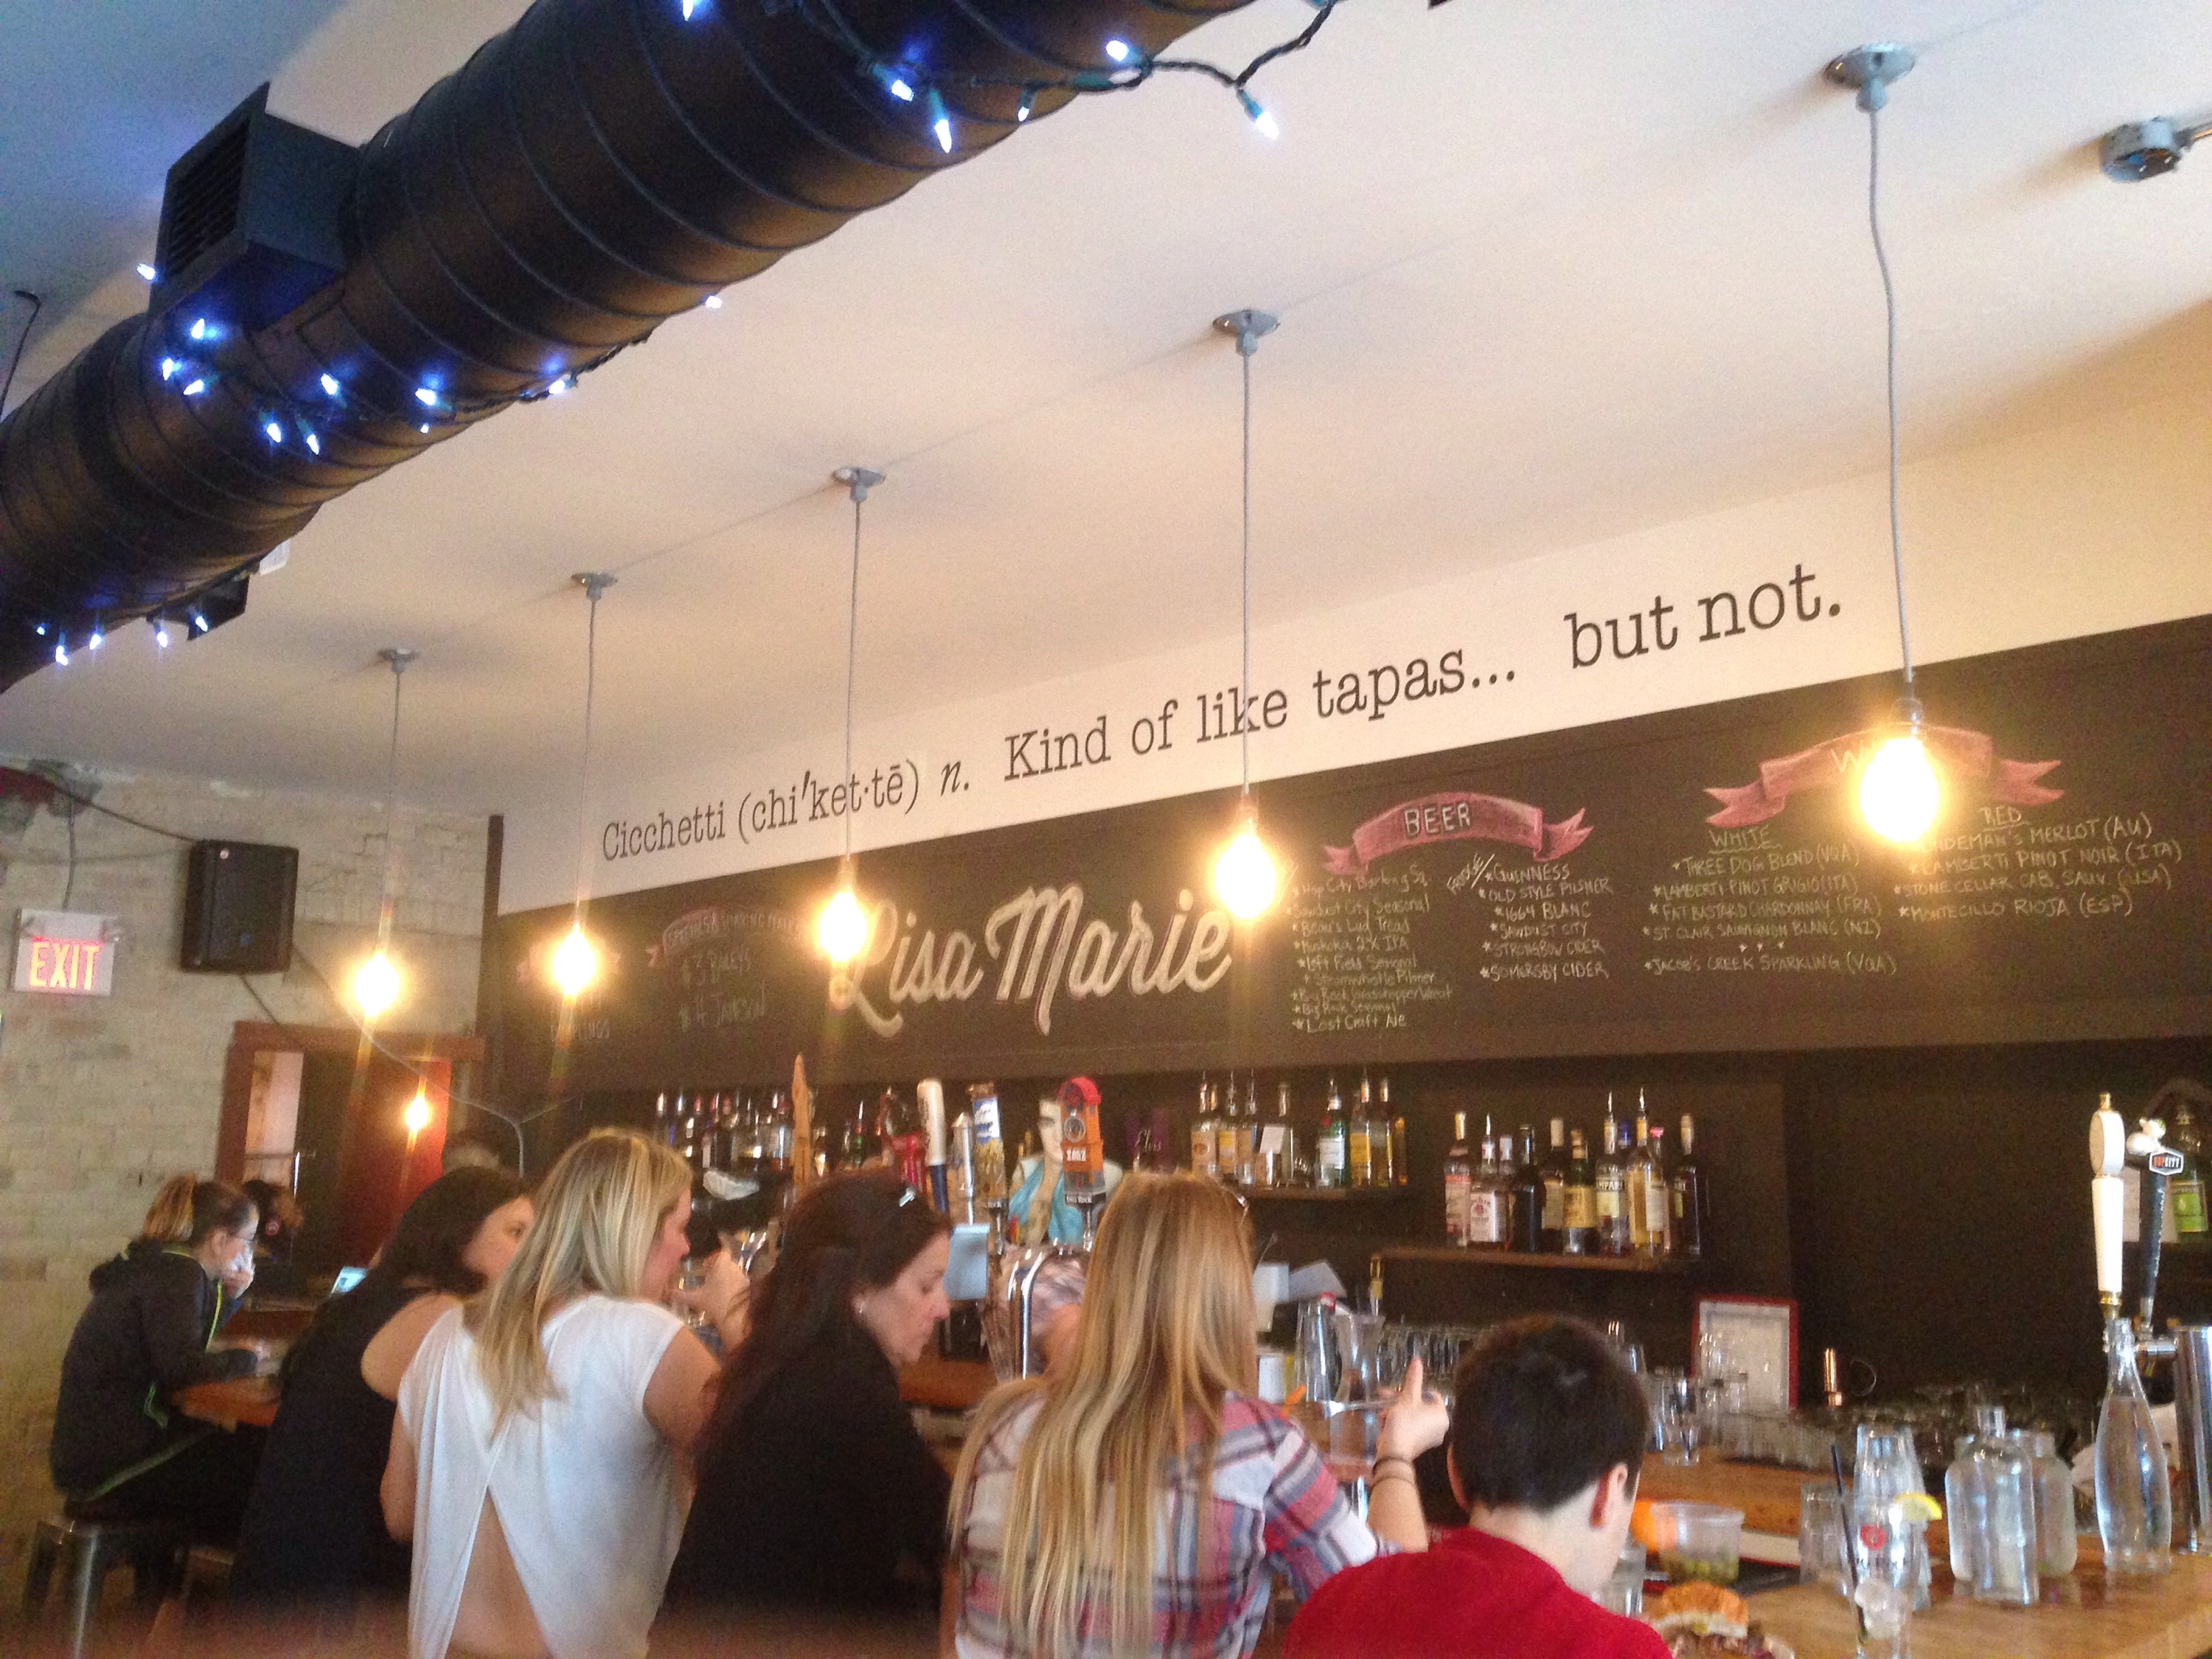 Cicchetti (chi'ket·tē) n. Kind of like tapas... but not.
EXIT
$3 BAILEYS
Lisa Marie
BEER
* Hop City Barking Sq.
* Sawdust City Seasonal
* Beau's Lug Tread
* Muskoka 2% IPA
* Left Field Seasonal
* Steamwhistle Pilsner
* Big Rock Grasshopper Wheat
* Big Rock Seasonal
* Lost Craft Ale
* GUINNESS
* OLD STYLE PILSNER
* 1664 BLANC
* SAWDUST CITY
* STRONGBOW CIDER
* SOMERSBY CIDER
WHITE
* THREE DOG BLEND (VQA)
* LAMBERTI PINOT GRIGIO (ITA)
* FAT BASTARD CHARDONNAY (FRA)
* ST. CLAIR SAUVIGNON BLANC (NZ)
* * *
* JACOB'S CREEK SPARKLING (VQA)
RED
MERLOT (AU)
* LAMBERTI PINOT NOIR (ITA)
* STONE CELLAR CAB. SAUV. (USA)
* MONTECILLO RIOJA (ESP)